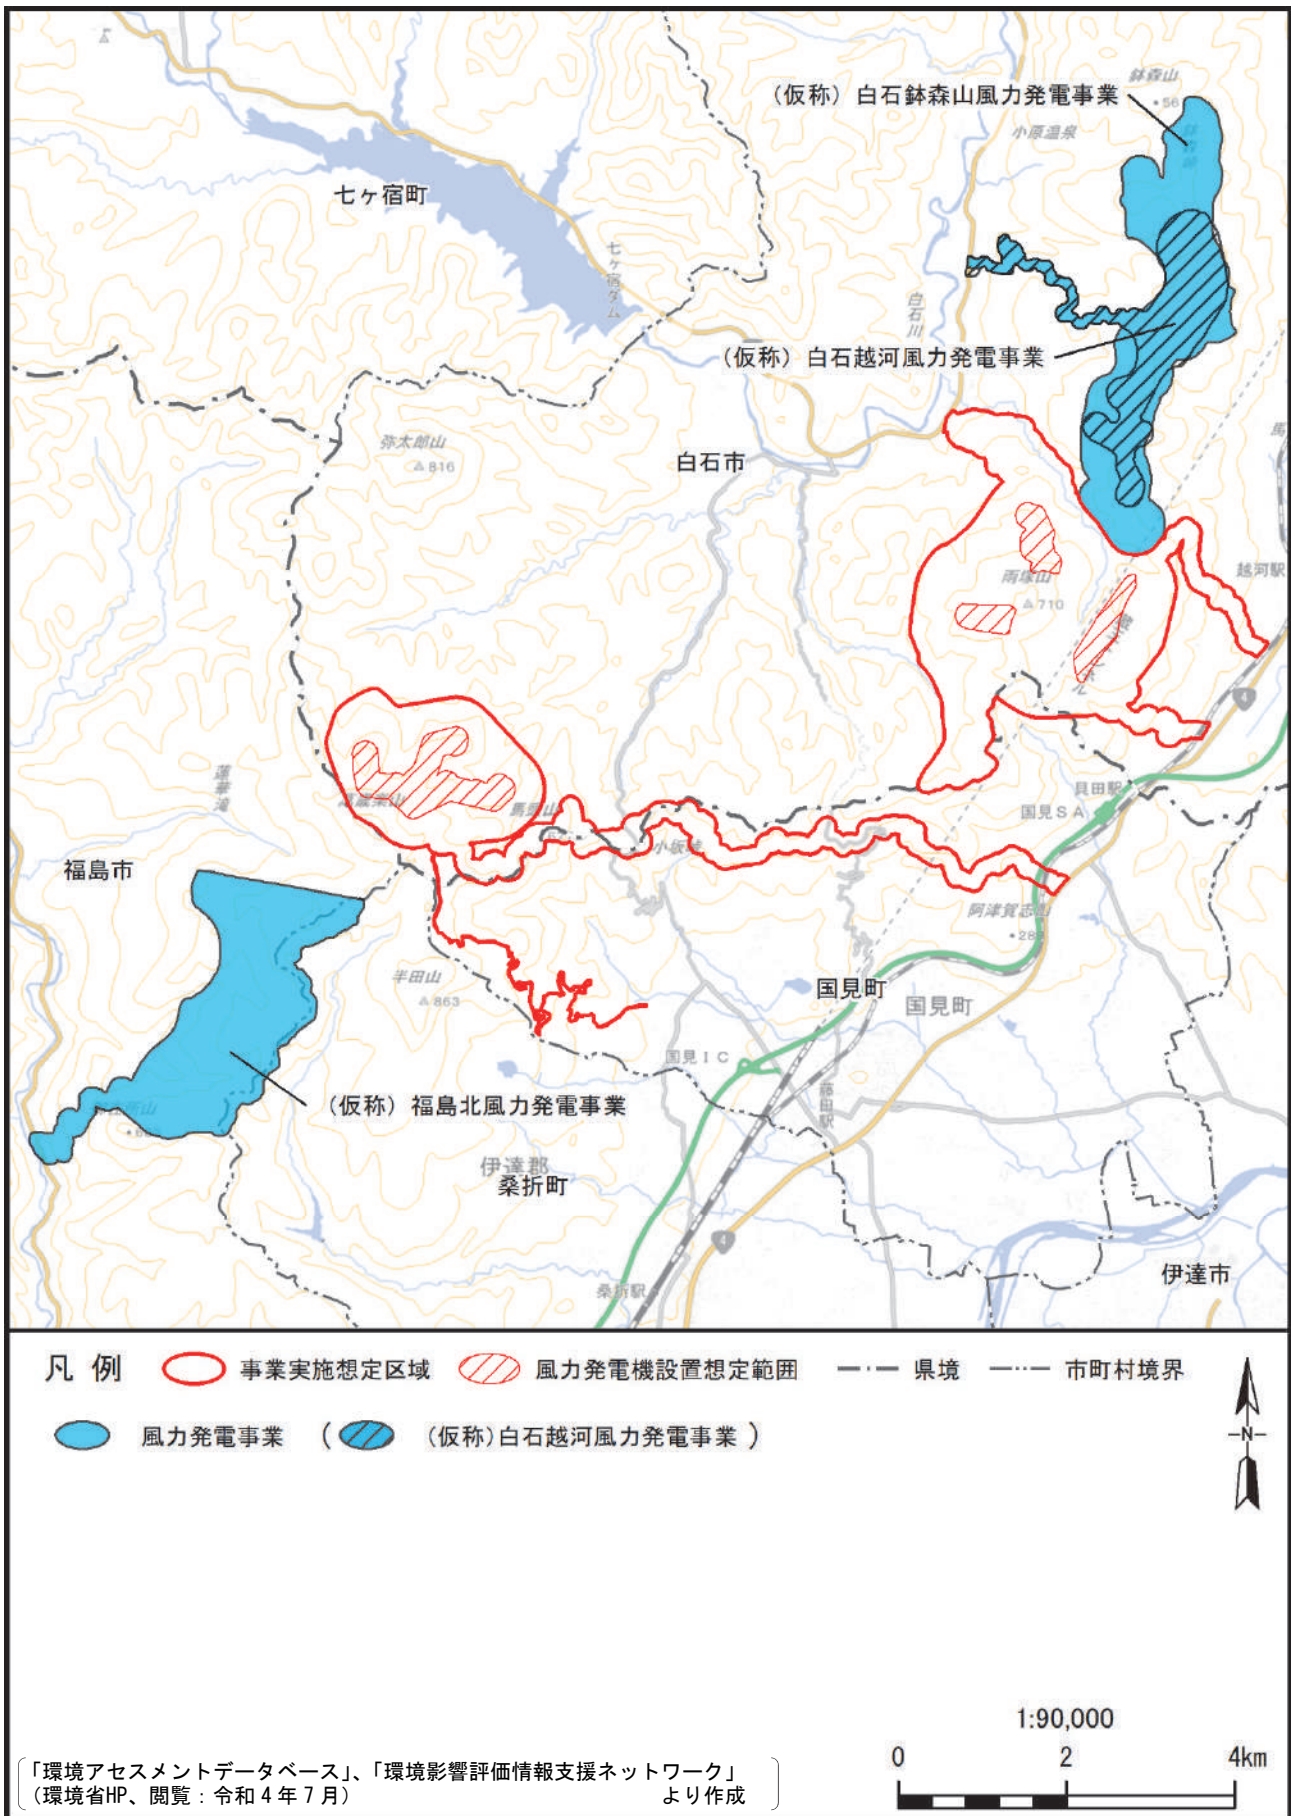 鉢森山
(仮称) 白石鉢森山風力発電事業
・56
小原温泉
七ヶ宿町
七ヶ宿ダム
白石川
(仮称) 白石越河風力発電事業
弥太郎山
△816
白石市
馬
越河駅
雨塚山
△710
4
蓮華滝
萬歳楽山
馬頭山
貝田駅
国見SA
小坂峠
福島市
阿津賀志山
・289
半田山
△863
国見町
国見町
国見IC
藤田駅
(仮称) 福島北風力発電事業
伊達郡
桑折町
4
桑折駅
伊達市
凡 例
事業実施想定区域
風力発電機設置想定範囲
県境
市町村境界
風力発電事業
( (仮称)白石越河風力発電事業 )
N
1:90,000
0 2 4km
「環境アセスメントデータベース」、「環境影響評価情報支援ネットワーク」
(環境省HP、閲覧:令和4年7月) より作成